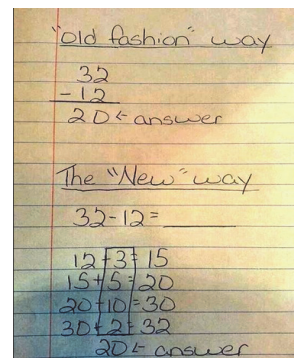 "old fashion" way
32
-12
20 ← answer
The "New" way
32-12=______
12+3=15
15+5=20
20+10=30
30+2=32
20 ← answer